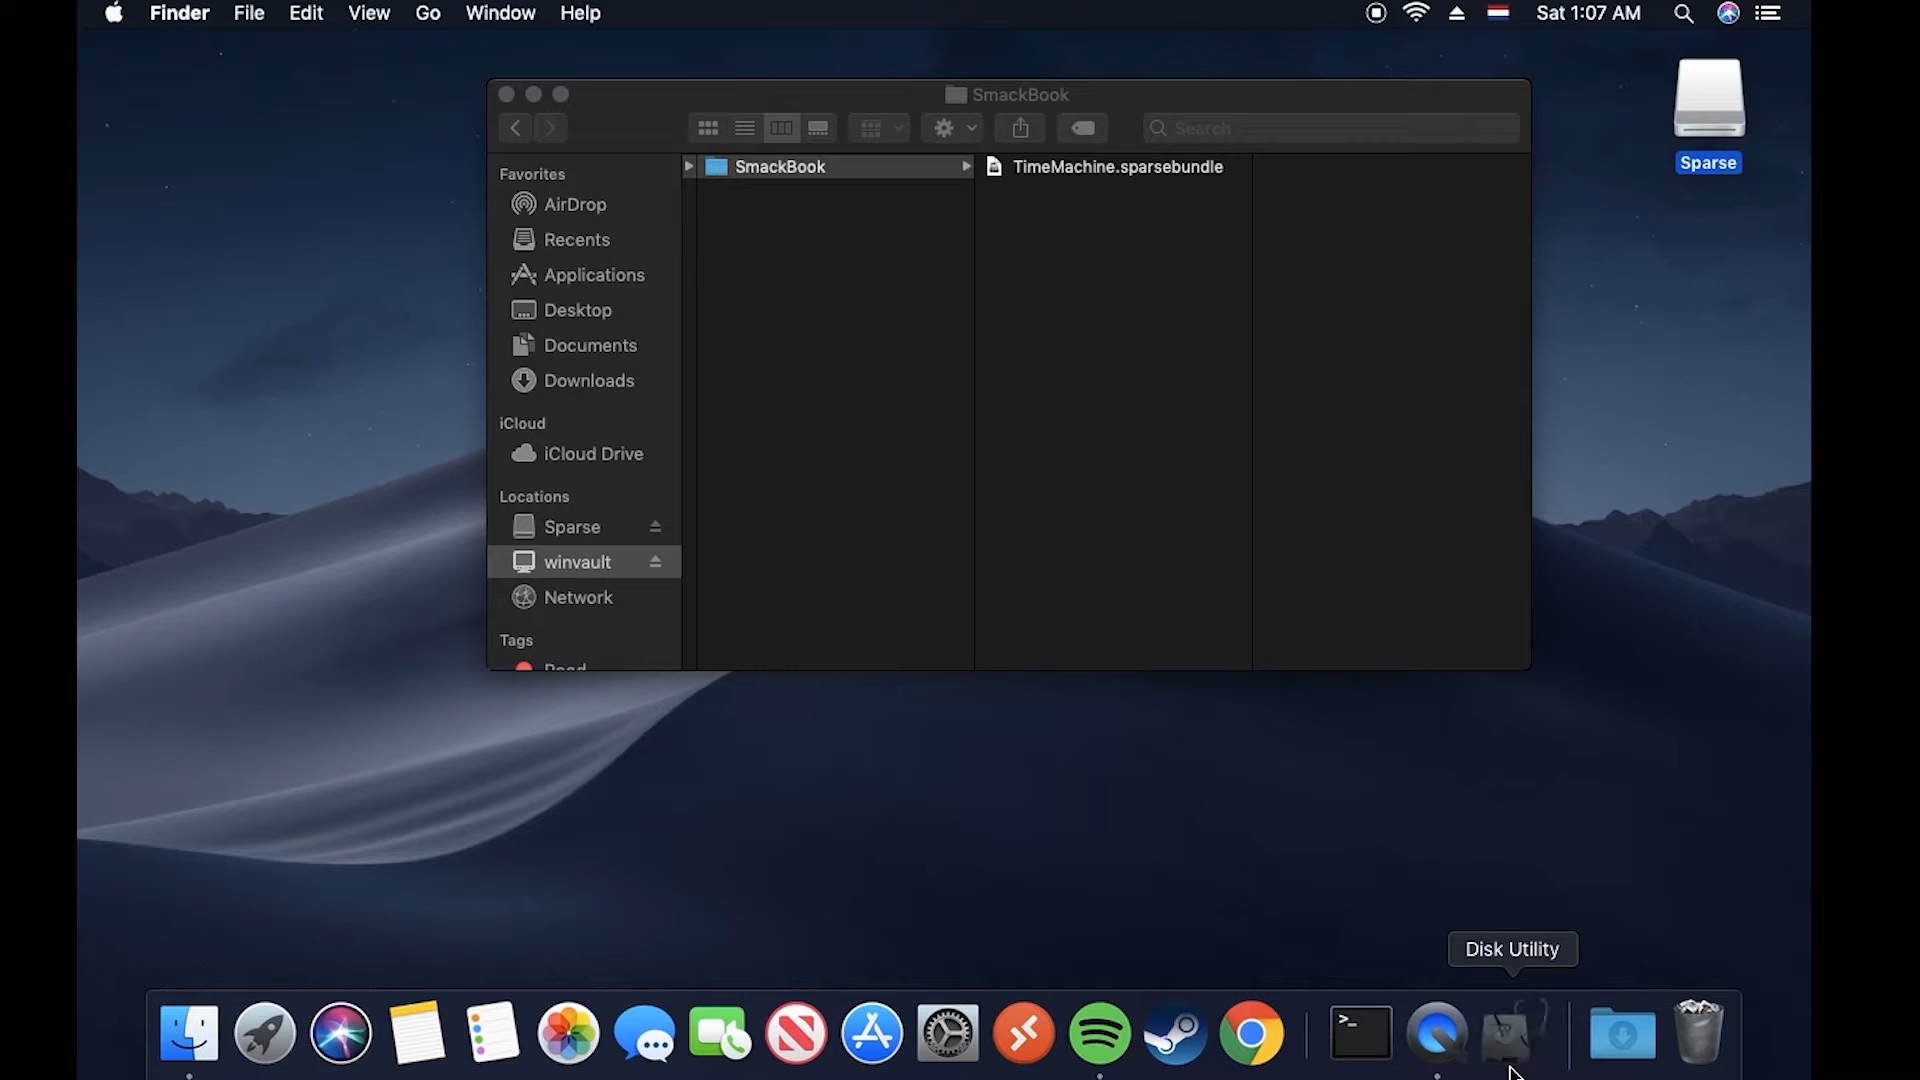 Finder File Edit View Go Window Help Sat 1:07 AM
SmackBook
Search
Sparse
Favorites
AirDrop
Recents
Applications
Desktop
Documents
Downloads
iCloud
iCloud Drive
Locations
Sparse
winvault
Network
Tags
SmackBook
TimeMachine.sparsebundle
Disk Utility